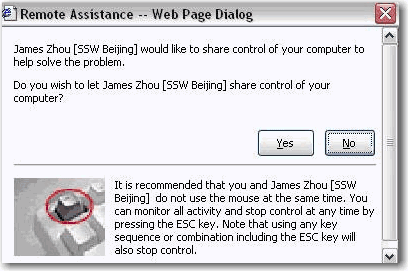 Remote Assistance -- Web Page Dialog
James Zhou [SSW Beijing] would like to share control of your computer to
help solve the problem.
Do you wish to let James Zhou [SSW Beijing] share control of your
computer?
Yes No
It is recommended that you and James Zhou [SSW
Beijing] do not use the mouse at the same time. You
can monitor all activity and stop control at any time by
pressing the ESC key. Note that using any key
sequence or combination including the ESC key will
also stop control.